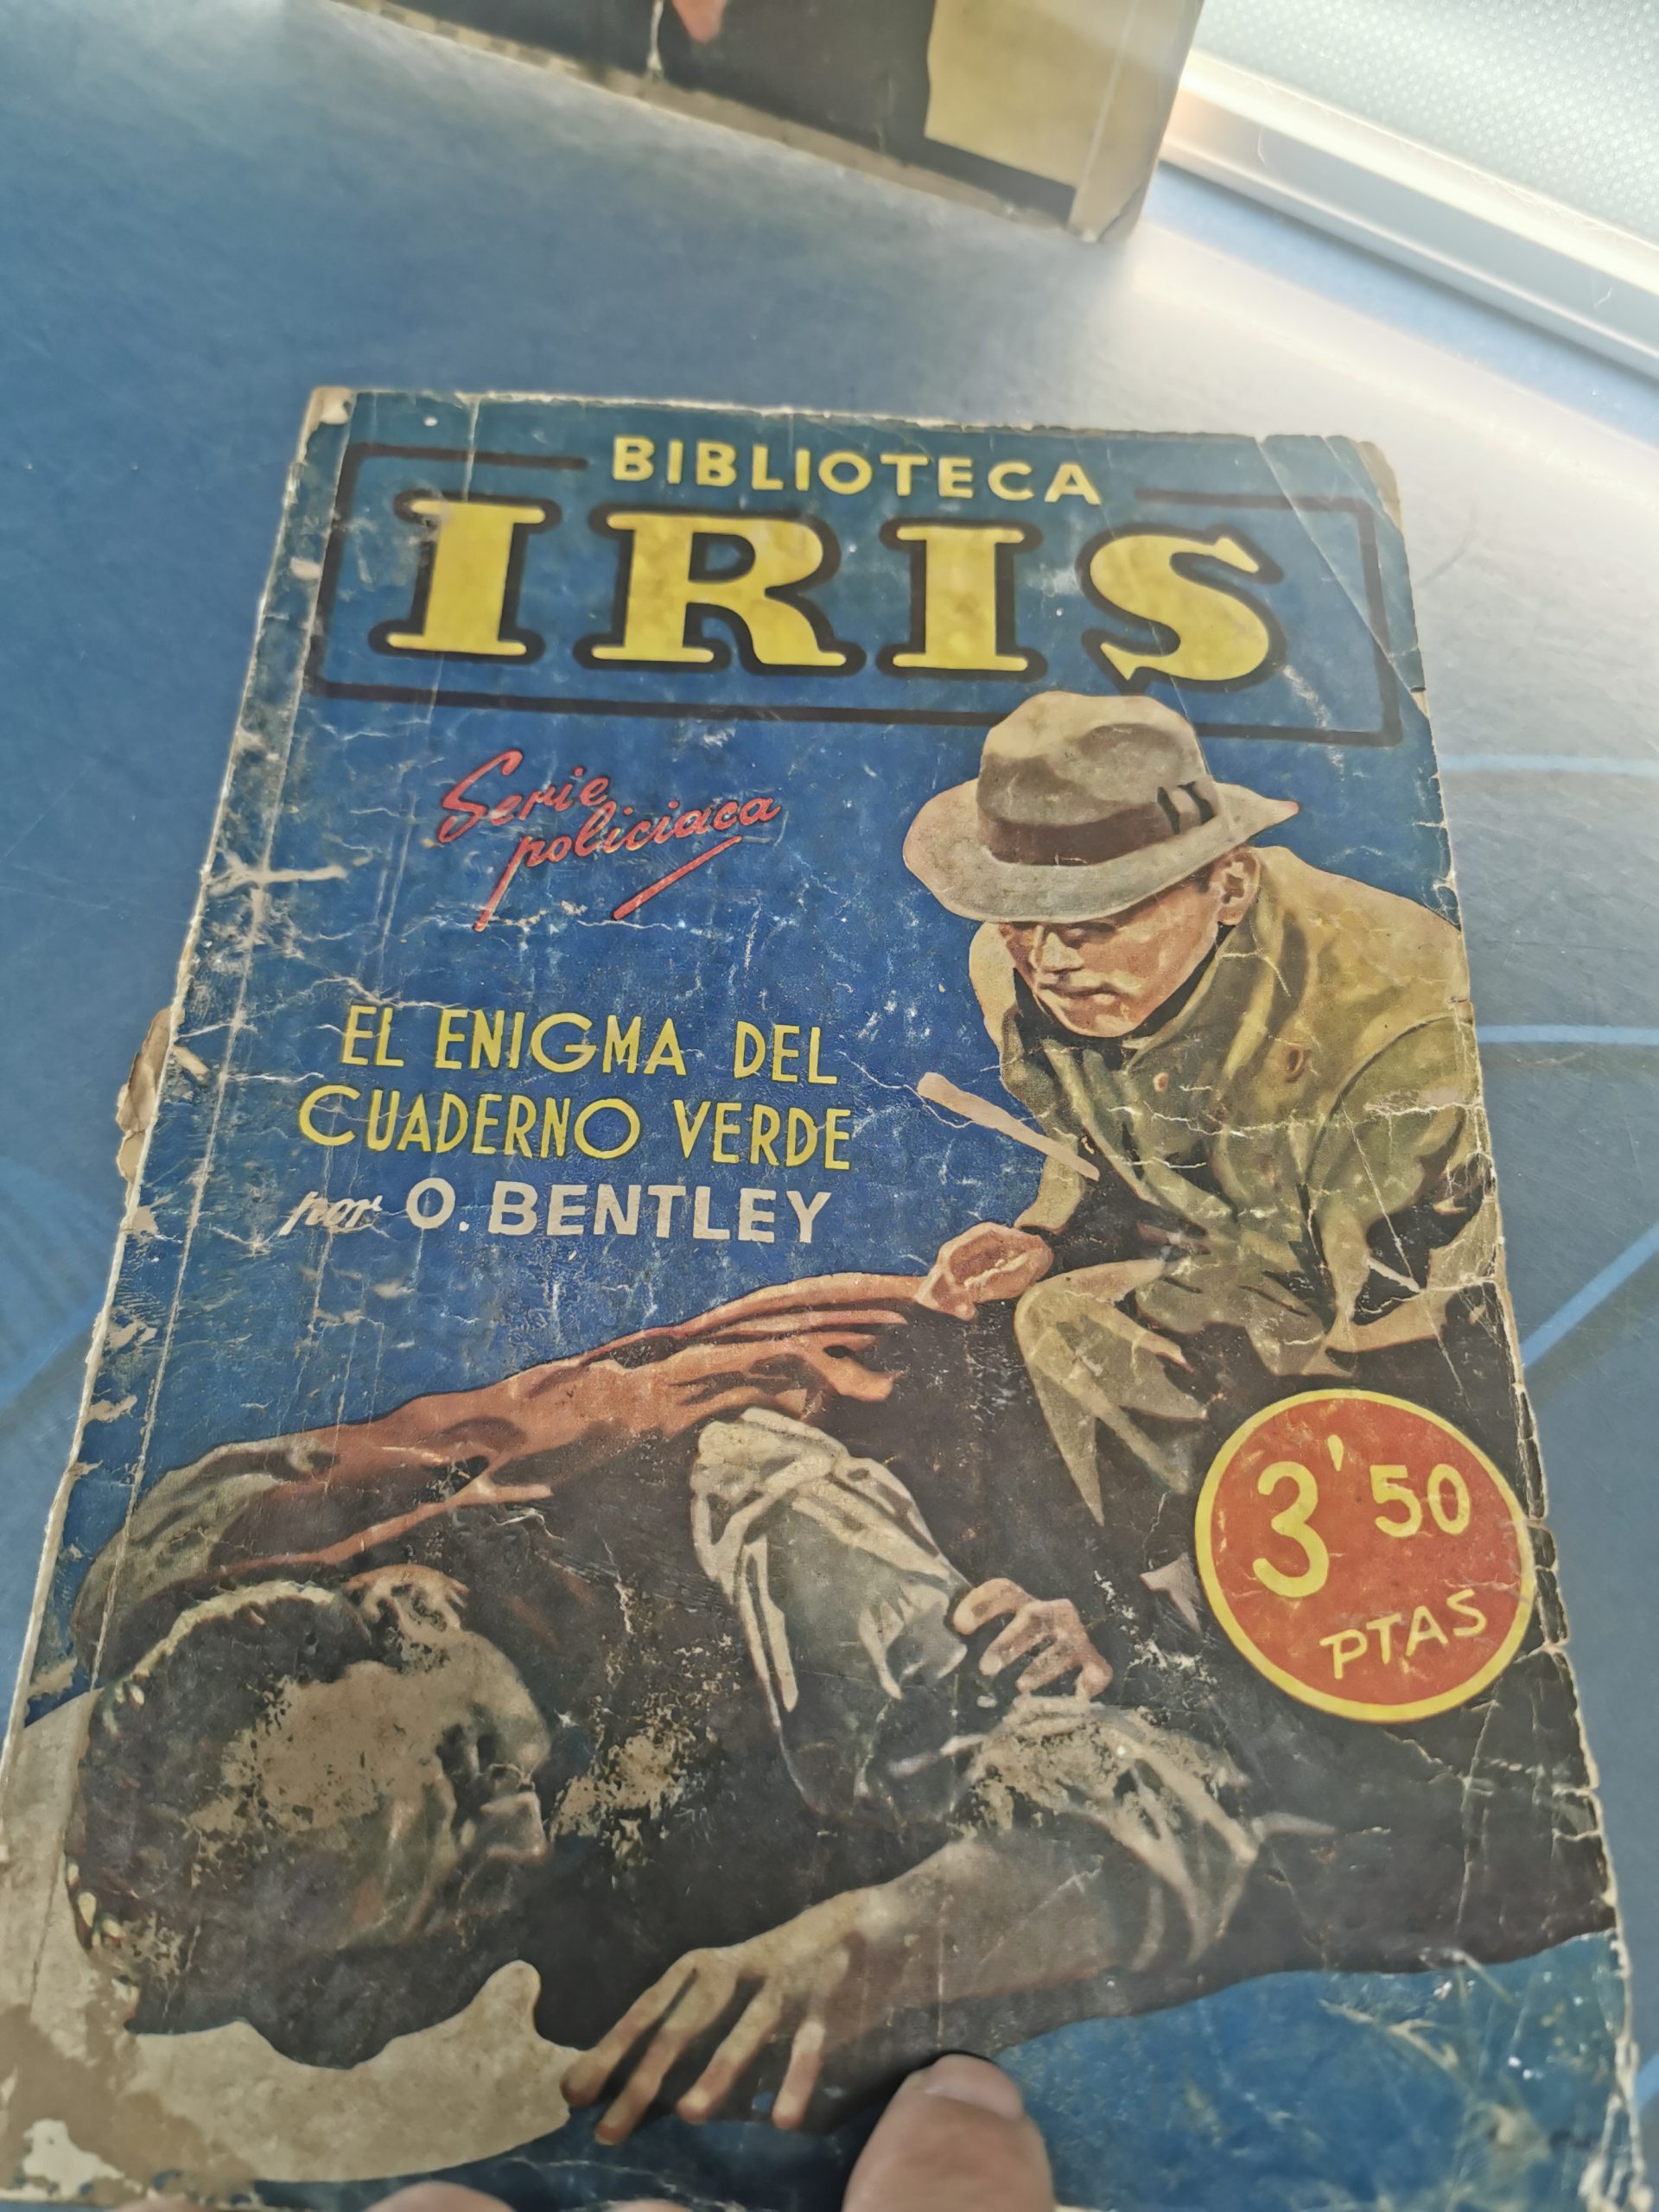 BIBLIOTECA
IRIS
Serie
policiaca
EL ENIGMA DEL
CUADERNO VERDE
por O. BENTLEY
3'50
PTAS